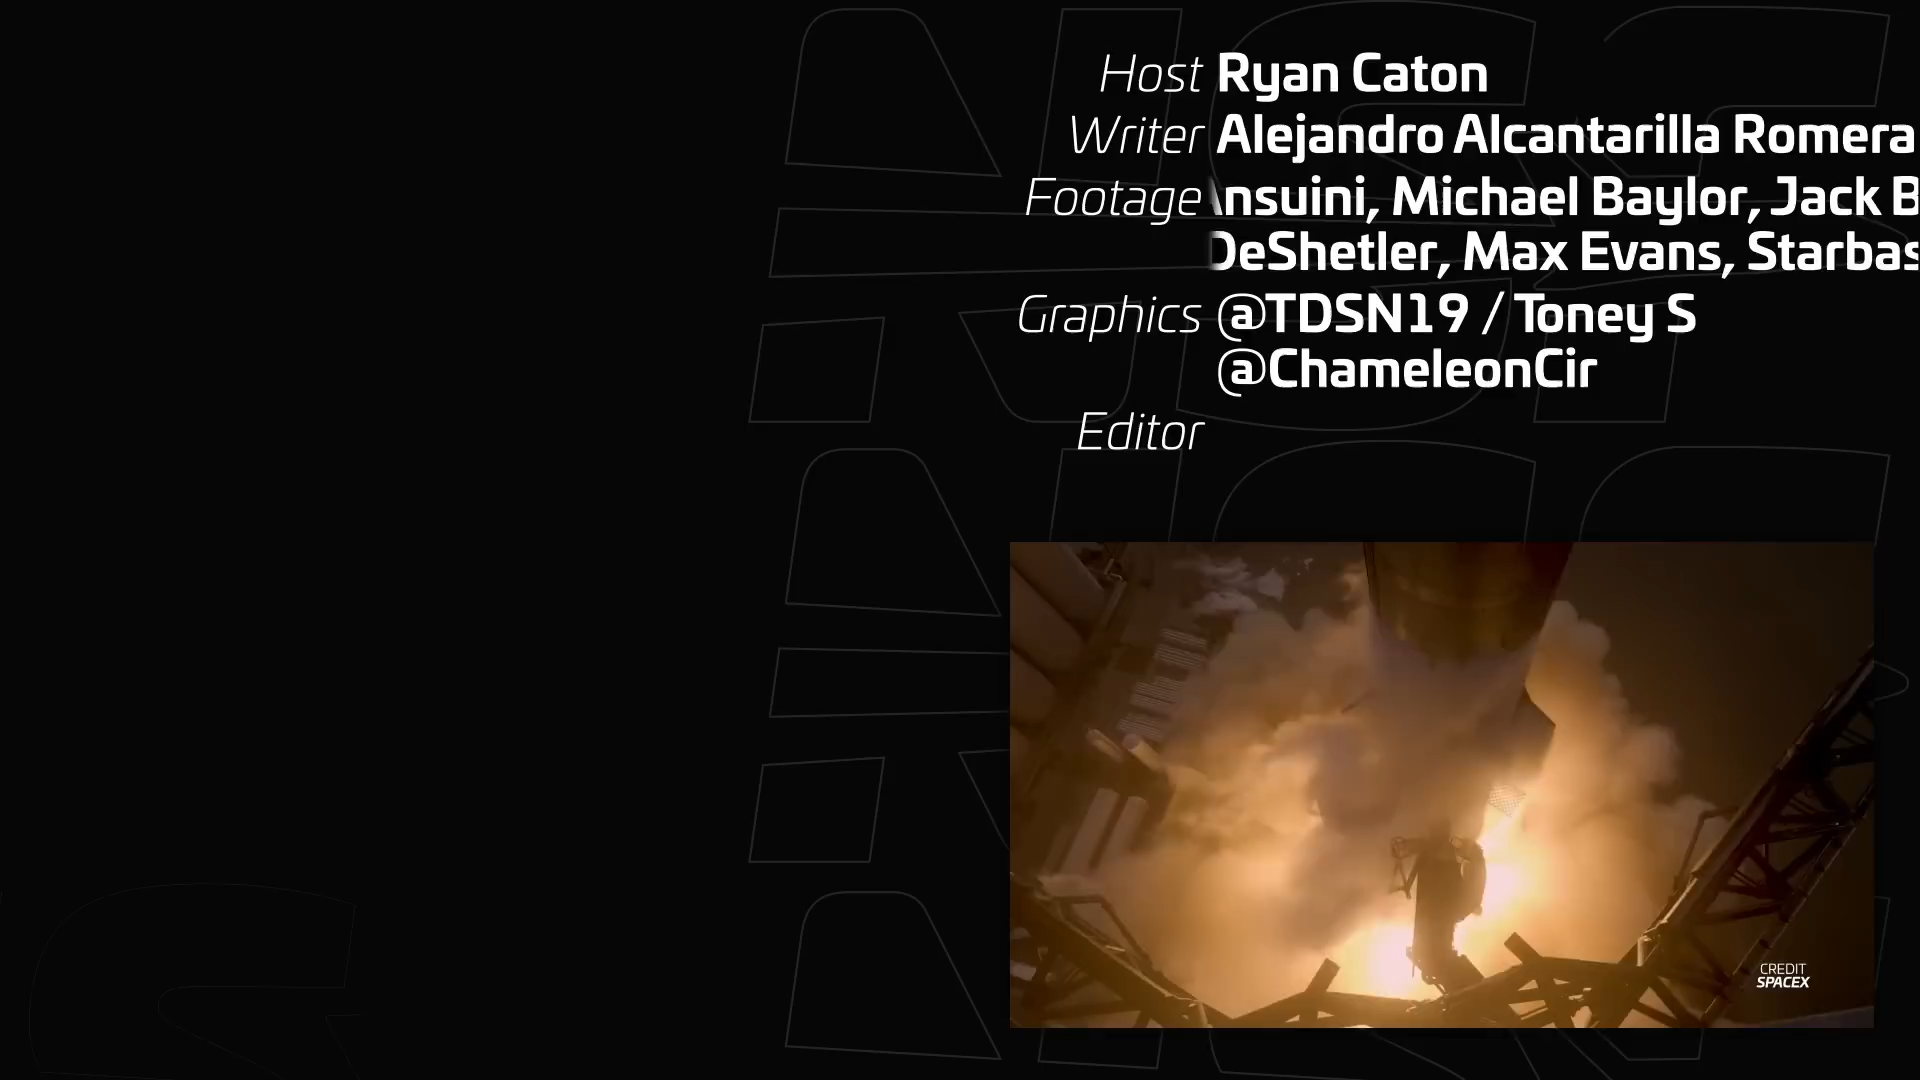 Host Ryan Caton
Writer Alejandro Alcantarilla Romera
Footage Ansuini, Michael Baylor, Jack B
DeShetler, Max Evans, Starbas
Graphics @TDSN19 / Toney S
@ChameleonCir
Editor
CREDIT
SPACEX